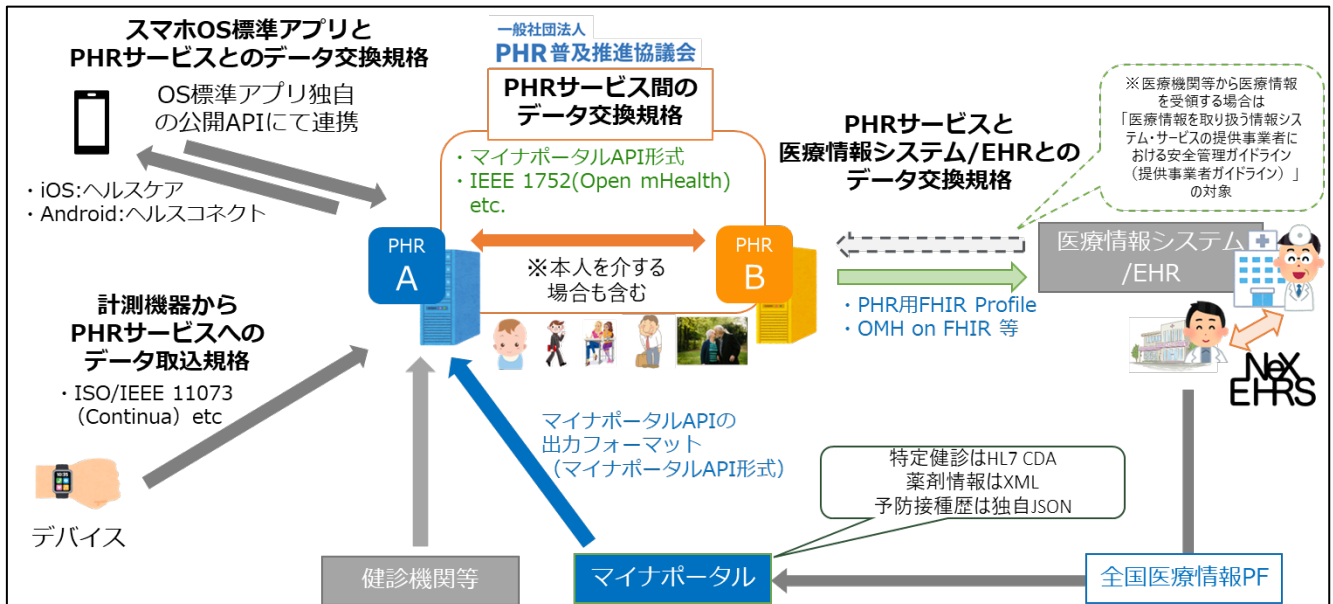 スマホOS標準アプリと
PHRサービスとのデータ交換規格
OS標準アプリ独自
の公開APIにて連携
・iOS:ヘルスケア
・Android:ヘルスコネクト
一般社団法人
PHR普及推進協議会
PHRサービス間の
データ交換規格
・マイナポータルAPI形式
・IEEE 1752(Open mHealth)
etc.
PHR
A
PHR
B
※本人を介する
場合も含む
PHRサービスと
医療情報システム/EHRとの
データ交換規格
※医療機関等から医療情報
を受領する場合は
「医療情報を取り扱う情報シス
テム・サービスの提供事業者に
おける安全管理ガイドライン
（提供事業者ガイドライン）」
の対象
医療情報システム
/EHR
・PHR用FHIR Profile
・OMH on FHIR 等
NeX
EHRS
計測機器から
PHRサービスへの
データ取込規格
・ISO/IEEE 11073
（Continua）etc
デバイス
マイナポータルAPIの
出力フォーマット
（マイナポータルAPI形式）
特定健診はHL7 CDA
薬剤情報はXML
予防接種歴は独自JSON
健診機関等
マイナポータル
全国医療情報PF